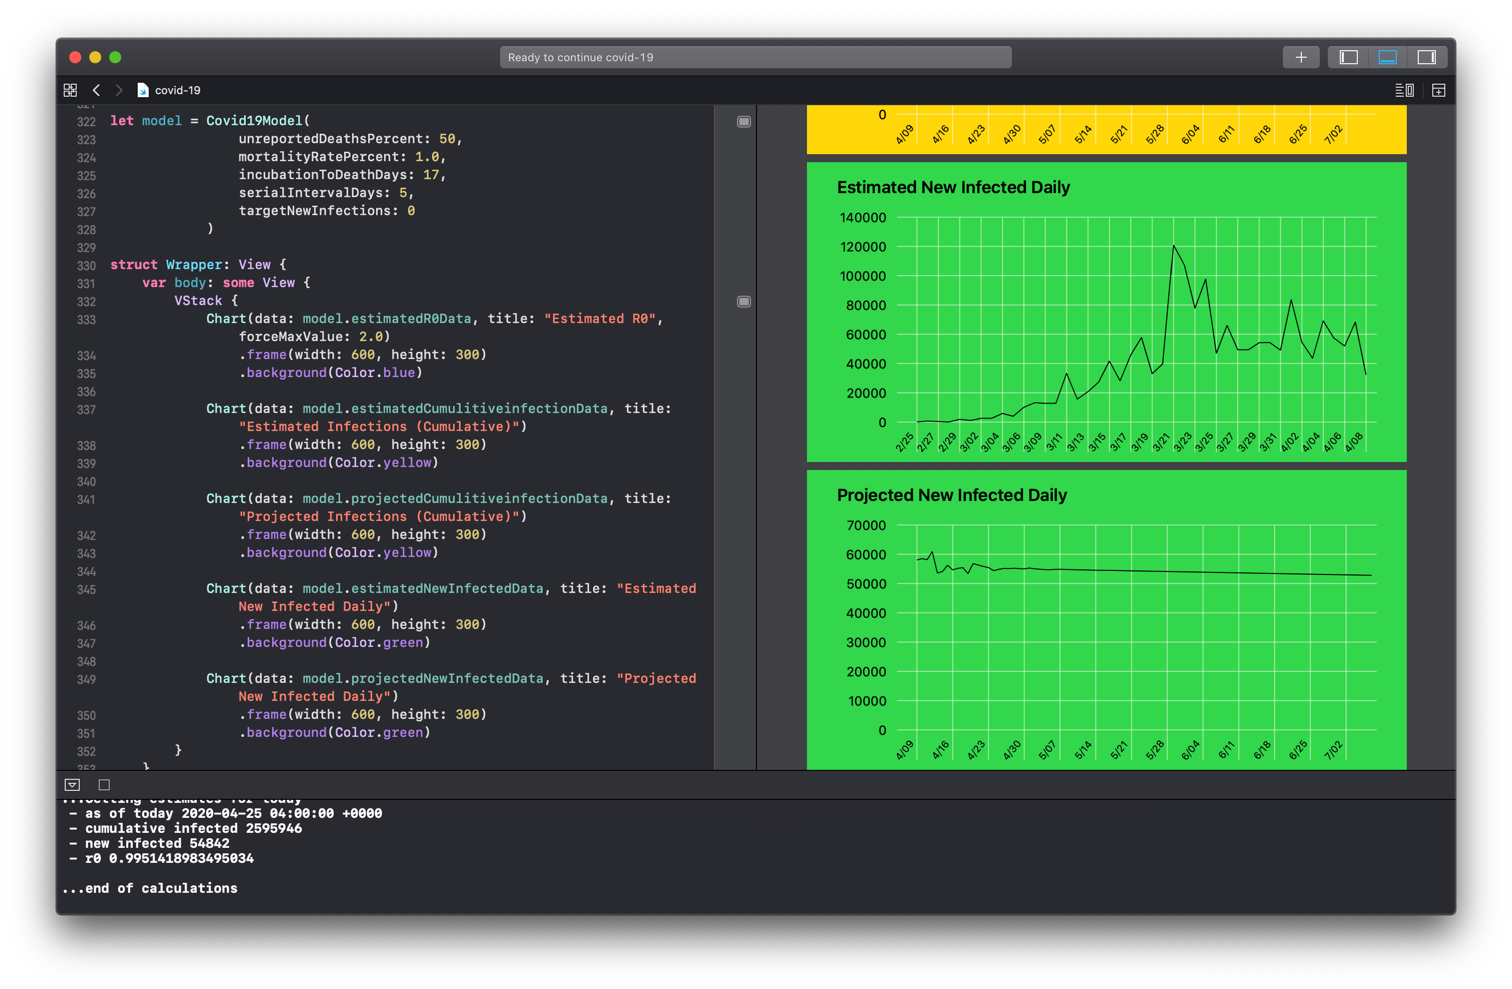 Ready to continue covid-19
covid-19
322 let model = Covid19Model(
323 unreportedDeathsPercent: 50,
324 mortalityRatePercent: 1.0,
325 incubationToDeathDays: 17,
326 serialIntervalDays: 5,
327 targetNewInfections: 0
328 )
329
330 struct Wrapper: View {
331 var body: some View {
332 VStack {
333 Chart(data: model.estimatedR0Data, title: "Estimated R0",
forceMaxValue: 2.0)
334 .frame(width: 600, height: 300)
335 .background(Color.blue)
336
337 Chart(data: model.estimatedCumulitiveinfectionData, title:
"Estimated Infections (Cumulative)")
338 .frame(width: 600, height: 300)
339 .background(Color.yellow)
340
341 Chart(data: model.projectedCumulitiveinfectionData, title:
"Projected Infections (Cumulative)")
342 .frame(width: 600, height: 300)
343 .background(Color.yellow)
344
345 Chart(data: model.estimatedNewInfectedData, title: "Estimated
New Infected Daily")
346 .frame(width: 600, height: 300)
347 .background(Color.green)
348
349 Chart(data: model.projectedNewInfectedData, title: "Projected
New Infected Daily")
350 .frame(width: 600, height: 300)
351 .background(Color.green)
352 }
353 }
0
4/09 4/16 4/23 4/30 5/07 5/14 5/21 5/28 6/04 6/11 6/18 6/25 7/02
Estimated New Infected Daily
140000
120000
100000
80000
60000
40000
20000
0
2/25 2/27 2/29 3/02 3/04 3/06 3/09 3/11 3/13 3/15 3/17 3/19 3/21 3/23 3/25 3/27 3/29 3/31 4/02 4/04 4/06 4/08
Projected New Infected Daily
70000
60000
50000
40000
30000
20000
10000
0
4/09 4/16 4/23 4/30 5/07 5/14 5/21 5/28 6/04 6/11 6/18 6/25 7/02
...Getting estimates for today
- as of today 2020-04-25 04:00:00 +0000
- cumulative infected 2595946
- new infected 54842
- r0 0.9951418983495034
...end of calculations